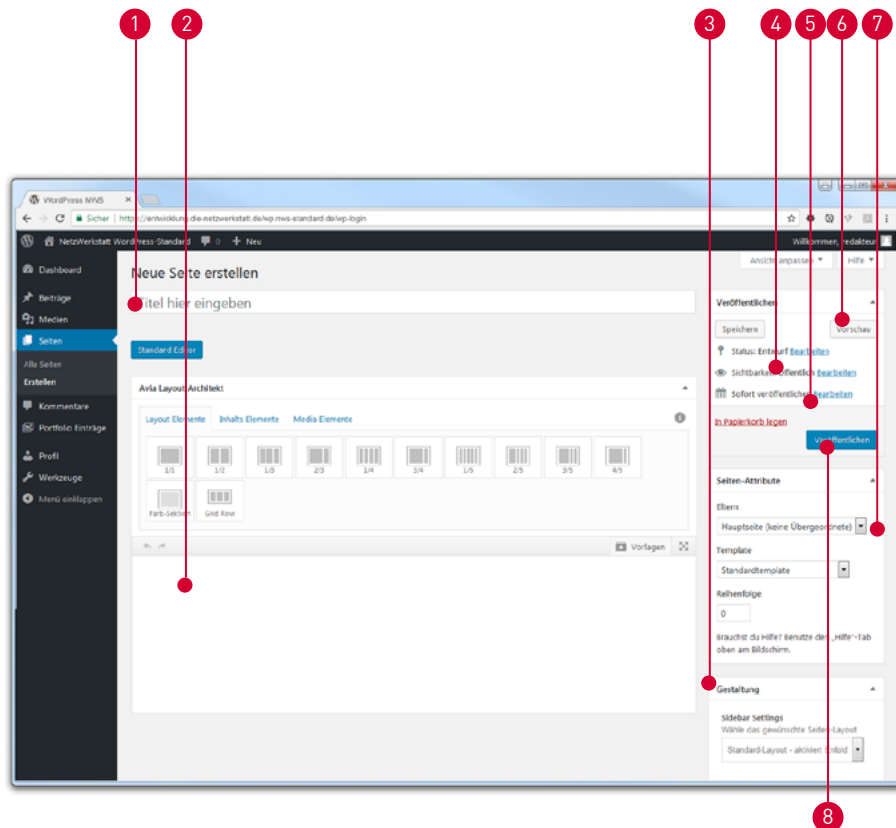 1 2 3 4 5 6 7
WordPress NWS
Sicher | https://entwicklung.die-netzwerkstatt.de/wp.nws-standard.de/wp-login
NetzWerkstatt WordPress-Standard 0 + Neu Willkommen, redakteur
Dashboard
Beiträge
Medien
Seiten
Alle Seiten
Erstellen
Kommentare
Portfolio Einträge
Profil
Werkzeuge
Menü einklappen
Ansicht anpassen Hilfe
Neue Seite erstellen
Titel hier eingeben
Standard Editor
Avia Layout Architekt
Layout Elemente Inhalts Elemente Media Elemente
1/1 1/2 1/3 2/3 1/4 3/4 1/5 2/5 3/5 4/5
Farb-Sektion Grid Row
Vorlagen
Veröffentlichen
Speichern Vorschau
Status: Entwurf Bearbeiten
Sichtbarkeit: Öffentlich Bearbeiten
Sofort veröffentlichen Bearbeiten
In Papierkorb legen
Veröffentlichen
Seiten-Attribute
Eltern
Hauptseite (keine Übergeordnete)
Template
Standardtemplate
Reihenfolge
0
Brauchst du Hilfe? Benutze den „Hilfe“-Tab
oben am Bildschirm.
Gestaltung
Sidebar Settings
Wähle das gewünschte Seiten-Layout
Standard-Layout - aktiviert Enfold
8